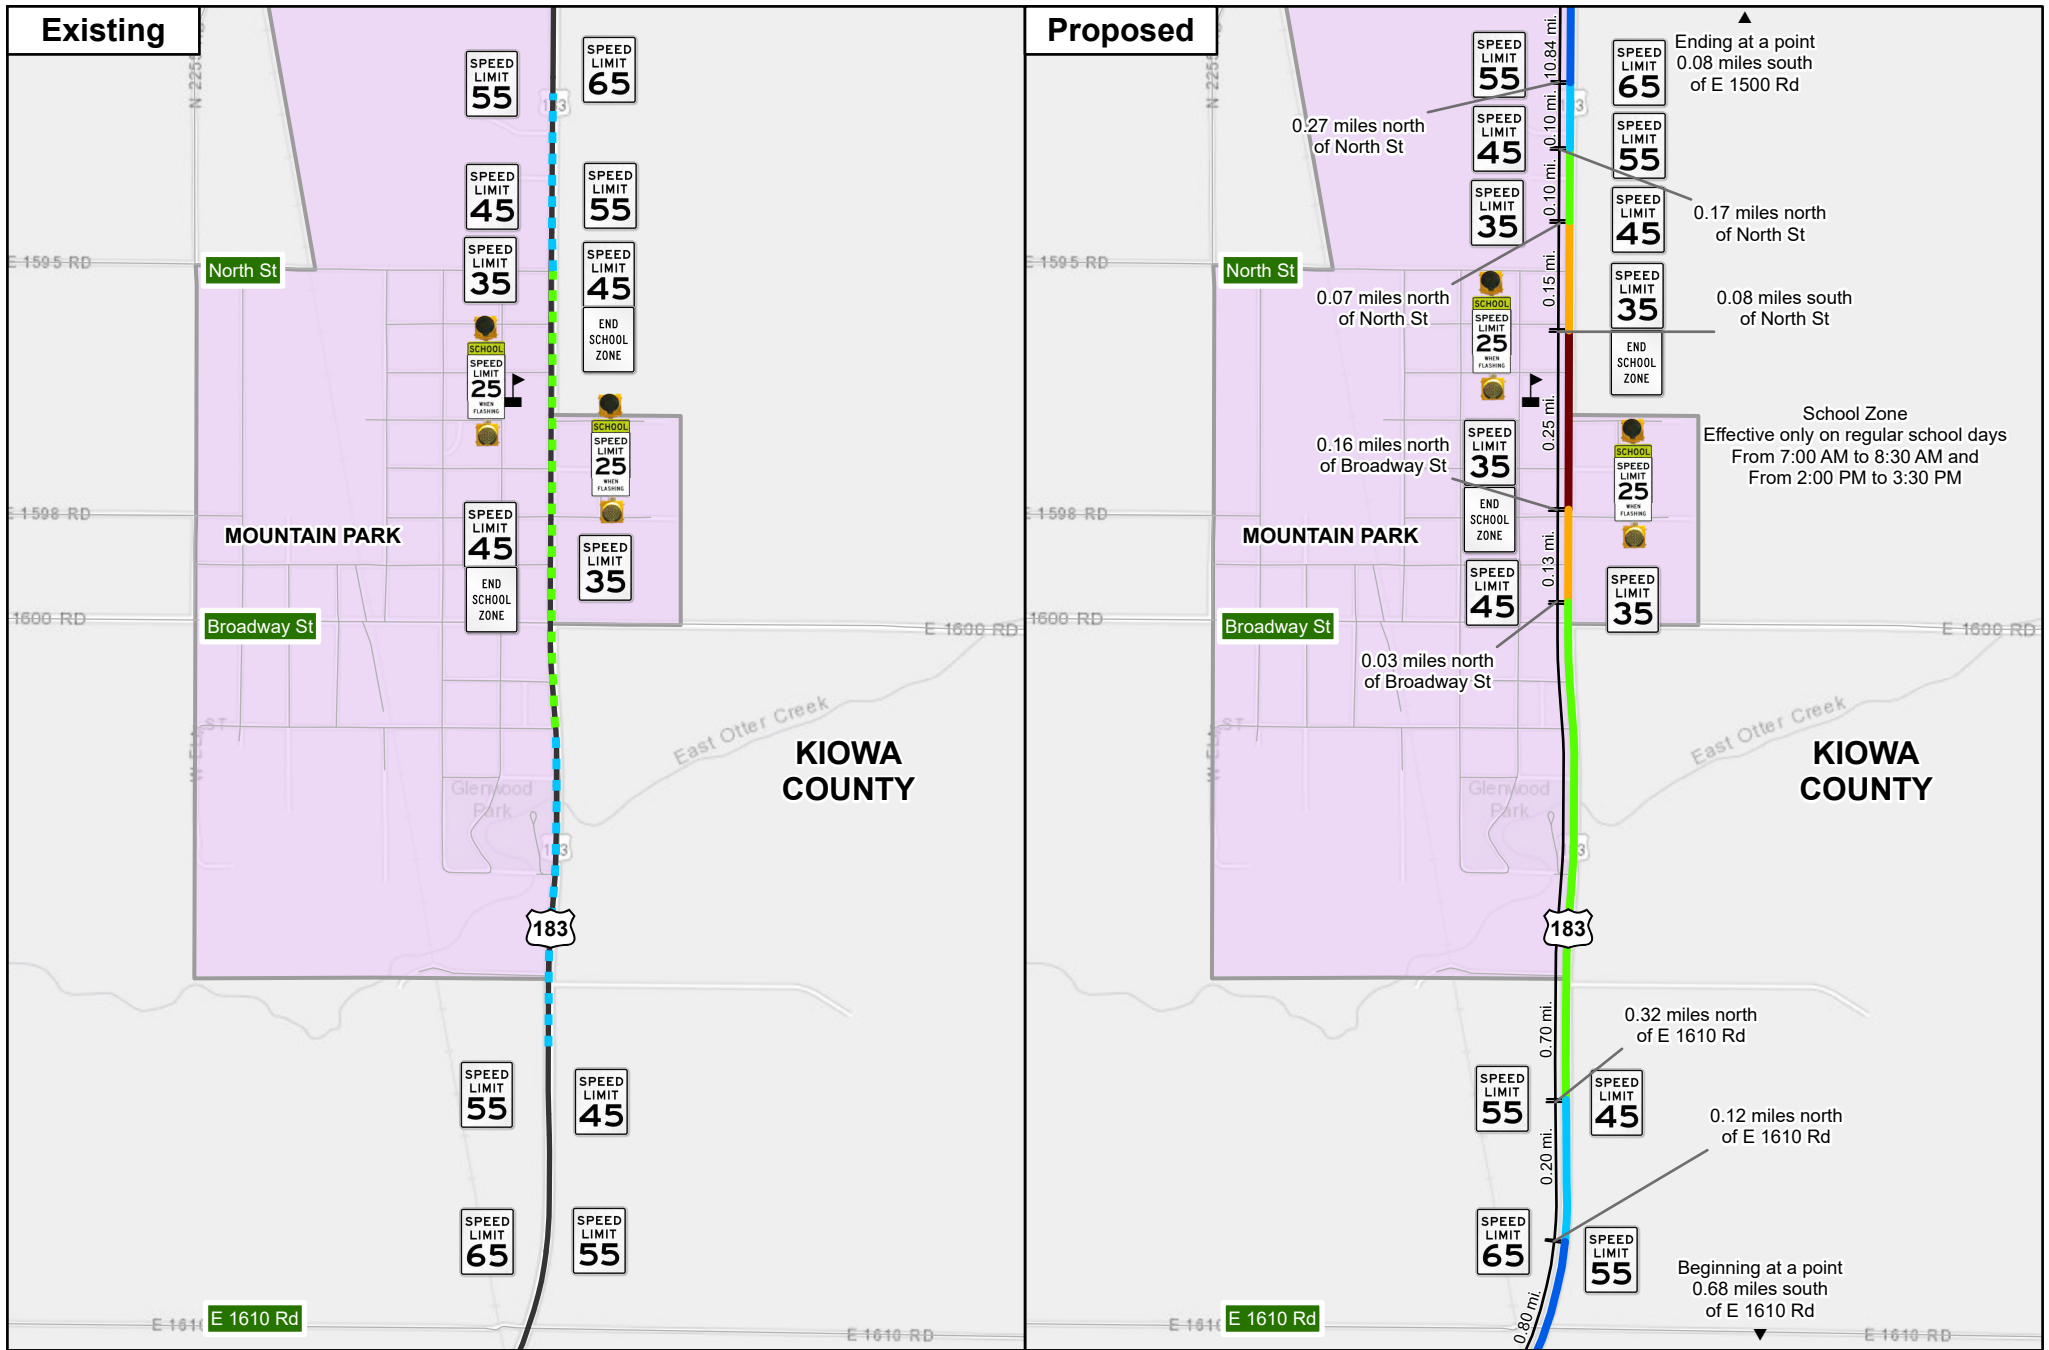 Existing
N 2255
SPEED
LIMIT
55
SPEED
LIMIT
65
SPEED
LIMIT
45
SPEED
LIMIT
55
E 1595 RD
North St
SPEED
LIMIT
35
SPEED
LIMIT
45
END
SCHOOL
ZONE
SCHOOL
SPEED
LIMIT
25
WHEN
FLASHING
SCHOOL
SPEED
LIMIT
25
WHEN
FLASHING
E 1598 RD
MOUNTAIN PARK
SPEED
LIMIT
45
END
SCHOOL
ZONE
SPEED
LIMIT
35
1600 RD
Broadway St
E 1600 RD
East Otter Creek
KIOWA
COUNTY
Glenwood
Park
183
SPEED
LIMIT
55
SPEED
LIMIT
45
SPEED
LIMIT
65
SPEED
LIMIT
55
E 1610
E 1610 Rd
E 1610 RD
Proposed
N 2255
SPEED
LIMIT
55
10.84 mi.
SPEED
LIMIT
65
Ending at a point
0.08 miles south
of E 1500 Rd
0.27 miles north
of North St
SPEED
LIMIT
45
0.10 mi.
SPEED
LIMIT
55
SPEED
LIMIT
35
0.10 mi.
SPEED
LIMIT
45
0.17 miles north
of North St
E 1595 RD
North St
0.07 miles north
of North St
0.15 mi.
SPEED
LIMIT
35
END
SCHOOL
ZONE
0.08 miles south
of North St
SCHOOL
SPEED
LIMIT
25
WHEN
FLASHING
0.25 mi.
School Zone
Effective only on regular school days
From 7:00 AM to 8:30 AM and
From 2:00 PM to 3:30 PM
0.16 miles north
of Broadway St
SPEED
LIMIT
35
END
SCHOOL
ZONE
SCHOOL
SPEED
LIMIT
25
WHEN
FLASHING
E 1598 RD
MOUNTAIN PARK
SPEED
LIMIT
45
0.13 mi.
SPEED
LIMIT
35
1600 RD
Broadway St
E 1600 RD
0.03 miles north
of Broadway St
East Otter Creek
KIOWA
COUNTY
Glenwood
Park
183
0.70 mi.
0.32 miles north
of E 1610 Rd
SPEED
LIMIT
55
SPEED
LIMIT
45
0.20 mi.
0.12 miles north
of E 1610 Rd
SPEED
LIMIT
65
SPEED
LIMIT
55
Beginning at a point
0.68 miles south
of E 1610 Rd
E 1610
E 1610 Rd
0.80 mi.
E 1610 RD